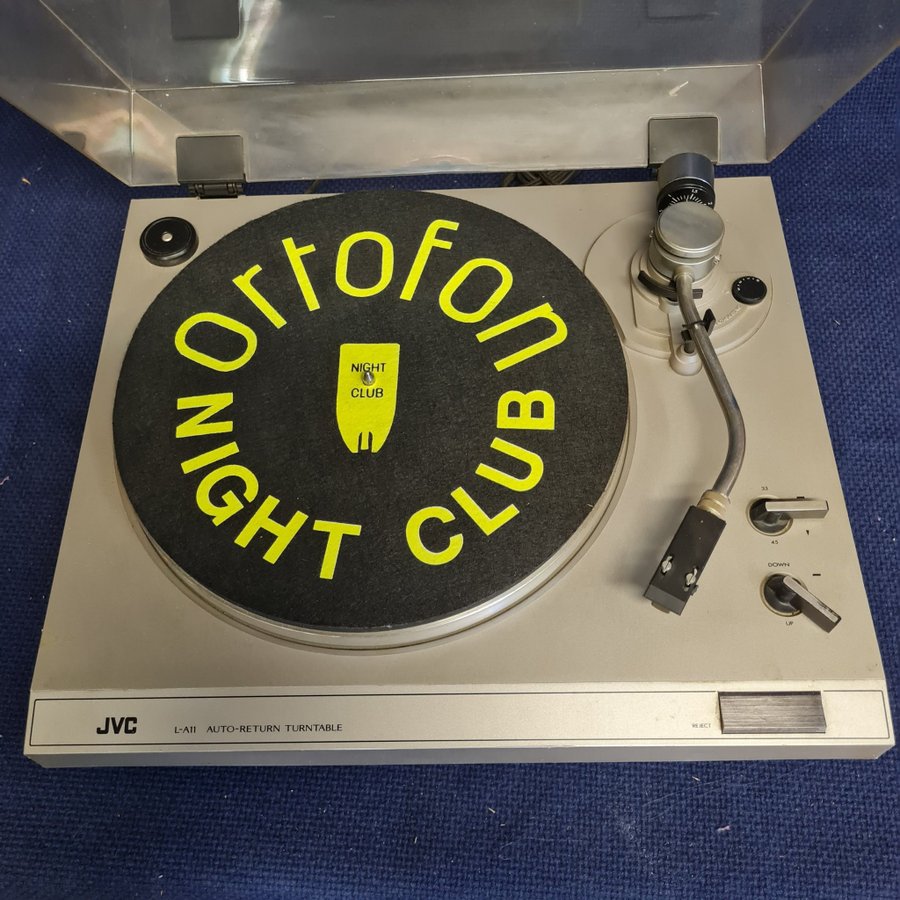 ortofon
NIGHT CLUB
NIGHT
CLUB
33
45
DOWN
UP
JVC
L-A11 AUTO-RETURN TURNTABLE
REJECT